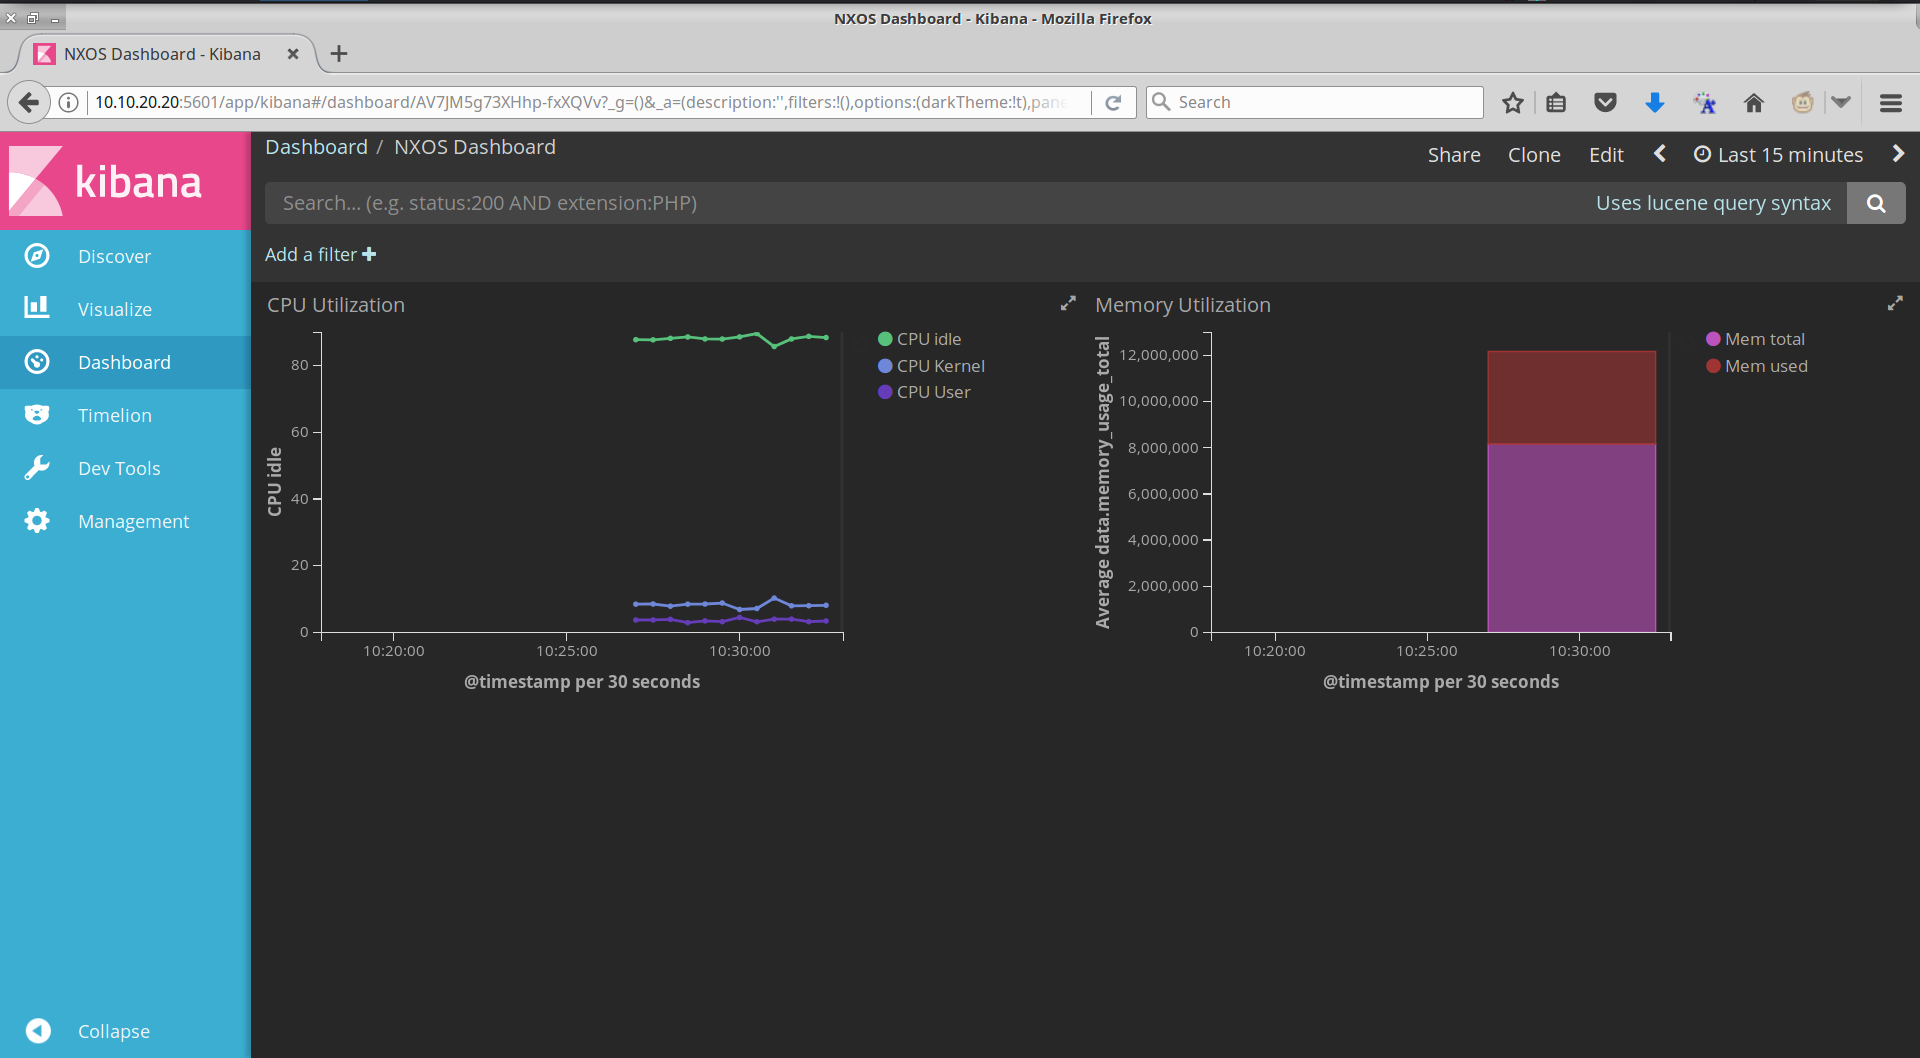 NXOS Dashboard - Kibana - Mozilla Firefox
NXOS Dashboard - Kibana
10.10.20.20:5601/app/kibana#/dashboard/AV7JM5g73XHhp-fxXQVv?_g=()&_a=(description:'',filters:!(),options:(darkTheme:!t),pane
Search
kibana
Discover
Visualize
Dashboard
Timelion
Dev Tools
Management
Collapse
Dashboard / NXOS Dashboard
Share Clone Edit Last 15 minutes
Search... (e.g. status:200 AND extension:PHP)
Uses lucene query syntax
Add a filter
CPU Utilization
CPU idle
80
60
40
20
0
10:20:00 10:25:00 10:30:00
@timestamp per 30 seconds
CPU idle
CPU Kernel
CPU User
Memory Utilization
Average data.memory_usage_total
12,000,000
10,000,000
8,000,000
6,000,000
4,000,000
2,000,000
0
10:20:00 10:25:00 10:30:00
@timestamp per 30 seconds
Mem total
Mem used